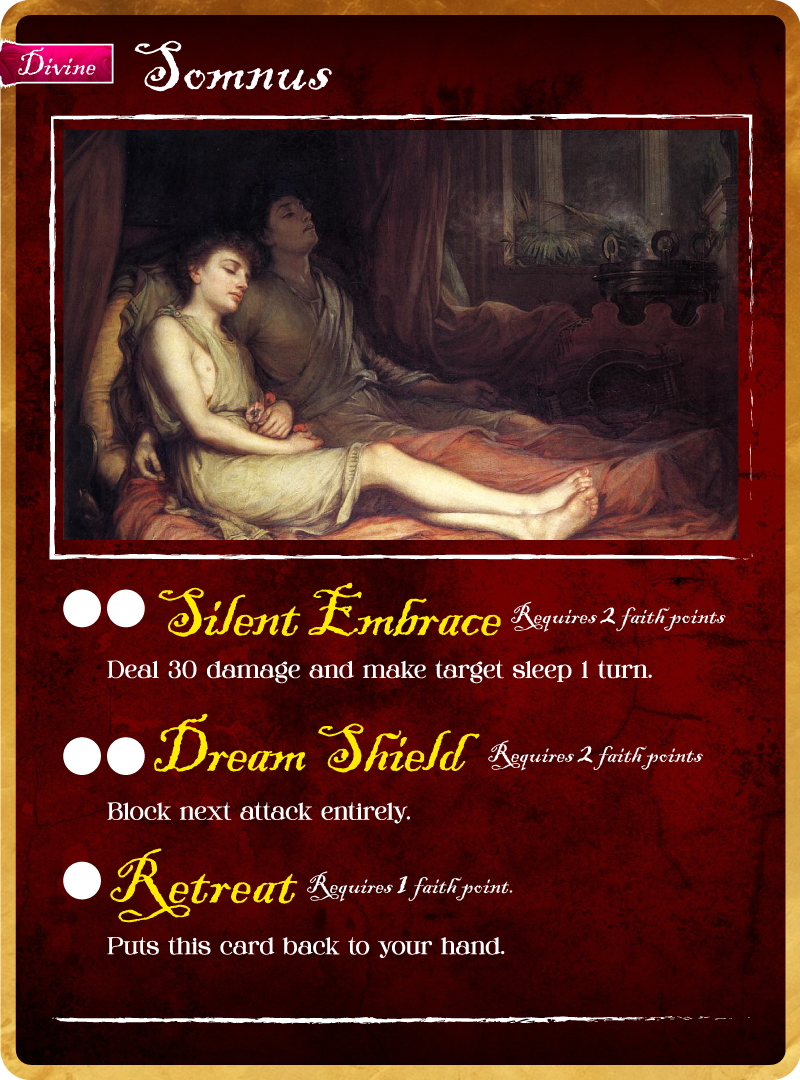 Divine
Somnus
Silent Embrace Requires 2 faith points
Deal 30 damage and make target sleep 1 turn.
Dream Shield Requires 2 faith points
Block next attack entirely.
Retreat Requires 1 faith point.
Puts this card back to your hand.